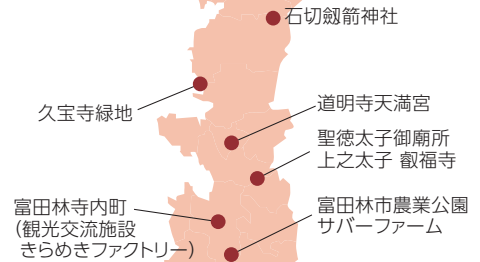 石切劔箭神社
久宝寺緑地
道明寺天満宮
聖徳太子御廟所
上之太子 叡福寺
富田林寺内町
（観光交流施設
きらめきファクトリー）
富田林市農業公園
サバーファーム